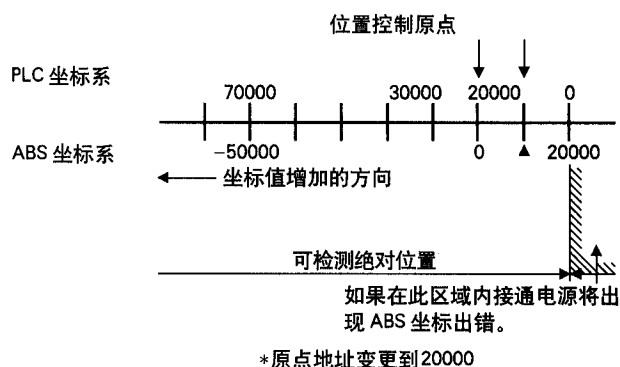 位置控制原点
PLC 坐标系
70000 30000 20000 0
ABS 坐标系
-50000 0 20000
坐标值增加的方向
可检测绝对位置
如果在此区域内接通电源将出
现 ABS 坐标出错。
*原点地址变更到20000